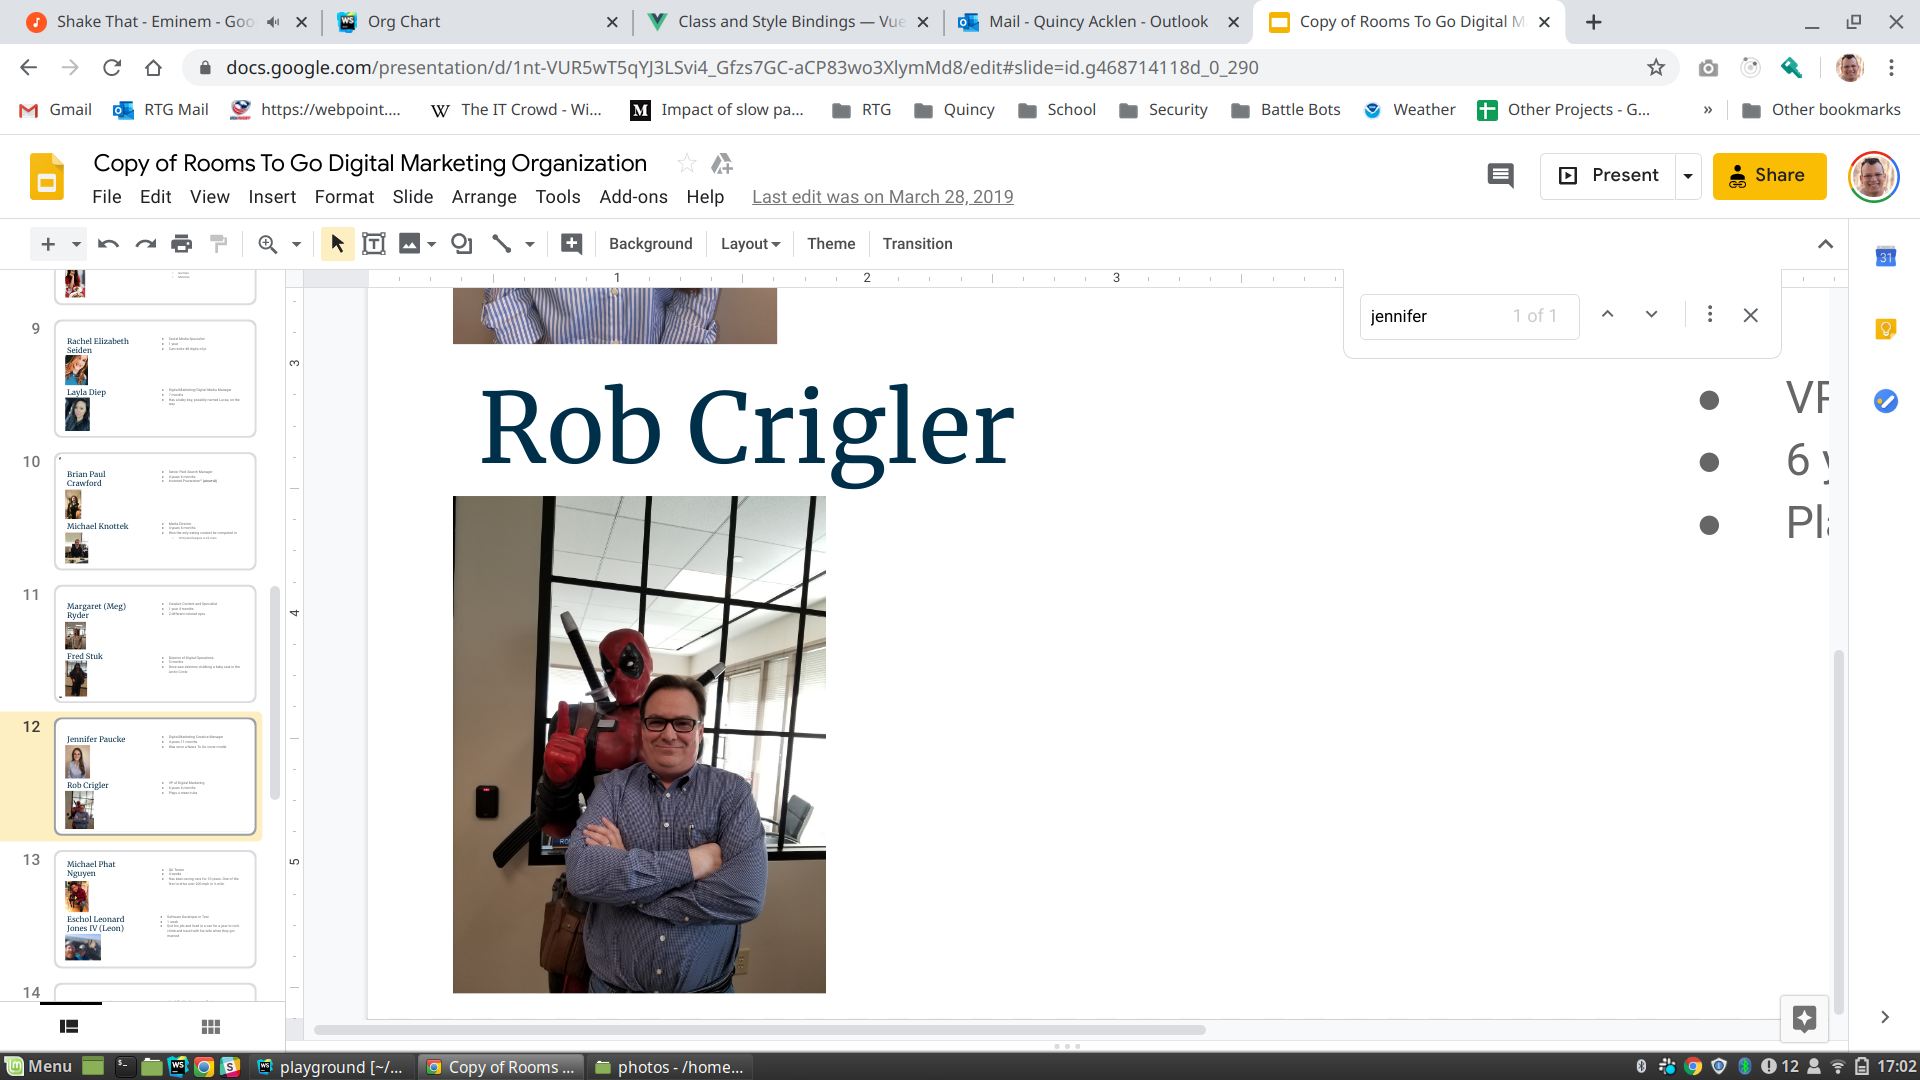 Shake That - Eminem - Goo
Org Chart
Class and Style Bindings — Vue
Mail - Quincy Acklen - Outlook
Copy of Rooms To Go Digital M
docs.google.com/presentation/d/1nt-VUR5wT5qYJ3LSvi4_Gfzs7GC-aCP83wo3XlymMd8/edit#slide=id.g468714118d_0_290
Gmail
RTG Mail
https://webpoint....
The IT Crowd - Wi...
Impact of slow pa...
RTG
Quincy
School
Security
Battle Bots
Weather
Other Projects - G...
»
Other bookmarks
Copy of Rooms To Go Digital Marketing Organization
File Edit View Insert Format Slide Arrange Tools Add-ons Help
Last edit was on March 28, 2019
Present
Share
Background
Layout
Theme
Transition
31
1 2 3
jennifer
1 of 1
9
Rachel Elizabeth
Seiden
Layla Diep
10
Brian Paul
Crawford
Michael Knottek
11
Margaret (Meg)
Ryder
Fred Stuk
12
Jennifer Paucke
Rob Crigler
13
Michael Phat
Nguyen
Eschol Leonard
Jones IV (Leon)
14
3
4
5
Rob Crigler
● VP
● 6 y
● Pla
Menu
playground [~/...
Copy of Rooms ...
photos - /home...
12
17:02